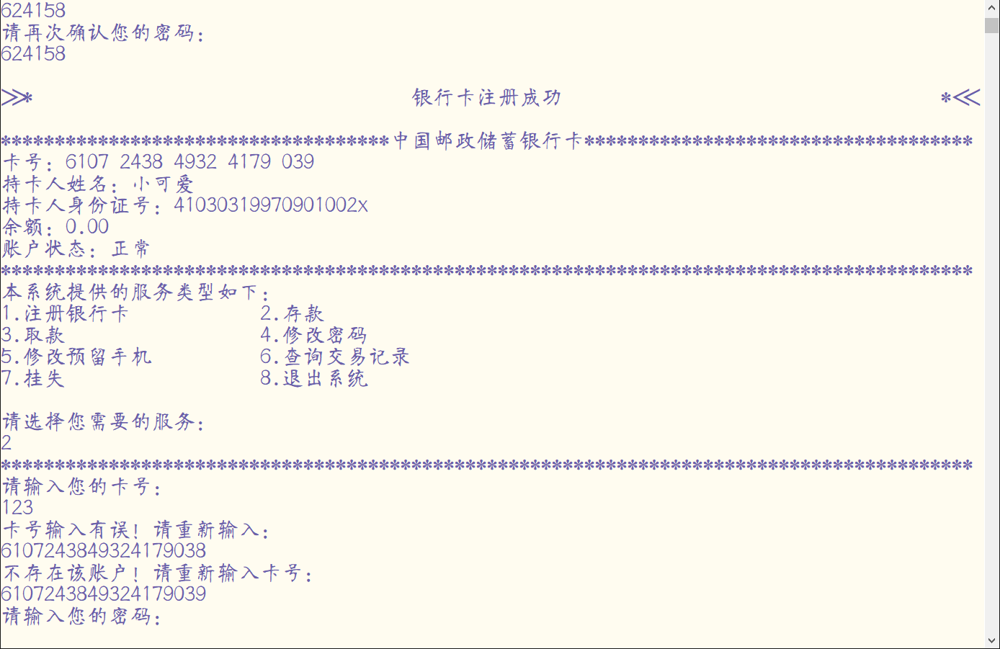 624158
请再次确认您的密码：
624158
≫* 银行卡注册成功 *≪
************************************中国邮政储蓄银行卡************************************
卡号：6107 2438 4932 4179 039
持卡人姓名：小可爱
持卡人身份证号：41030319970901002x
余额：0.00
账户状态：正常
******************************************************************************************
本系统提供的服务类型如下：
1.注册银行卡 2.存款
3.取款 4.修改密码
5.修改预留手机 6.查询交易记录
7.挂失 8.退出系统
请选择您需要的服务：
2
******************************************************************************************
请输入您的卡号：
123
卡号输入有误！请重新输入：
6107243849324179038
不存在该账户！请重新输入卡号：
6107243849324179039
请输入您的密码：